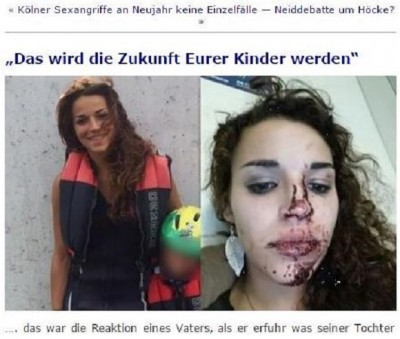 « Kölner Sexangriffe an Neujahr keine Einzelfälle — Neiddebatte um Höcke?
»
„Das wird die Zukunft Eurer Kinder werden“
…. das war die Reaktion eines Vaters, als er erfuhr was seiner Tochter